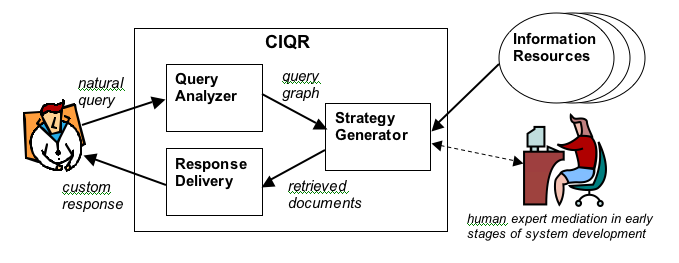 CIQR
Information
Resources
natural
query
Query
Analyzer
query
graph
Strategy
Generator
Response
Delivery
custom
response
retrieved
documents
human expert mediation in early
stages of system development